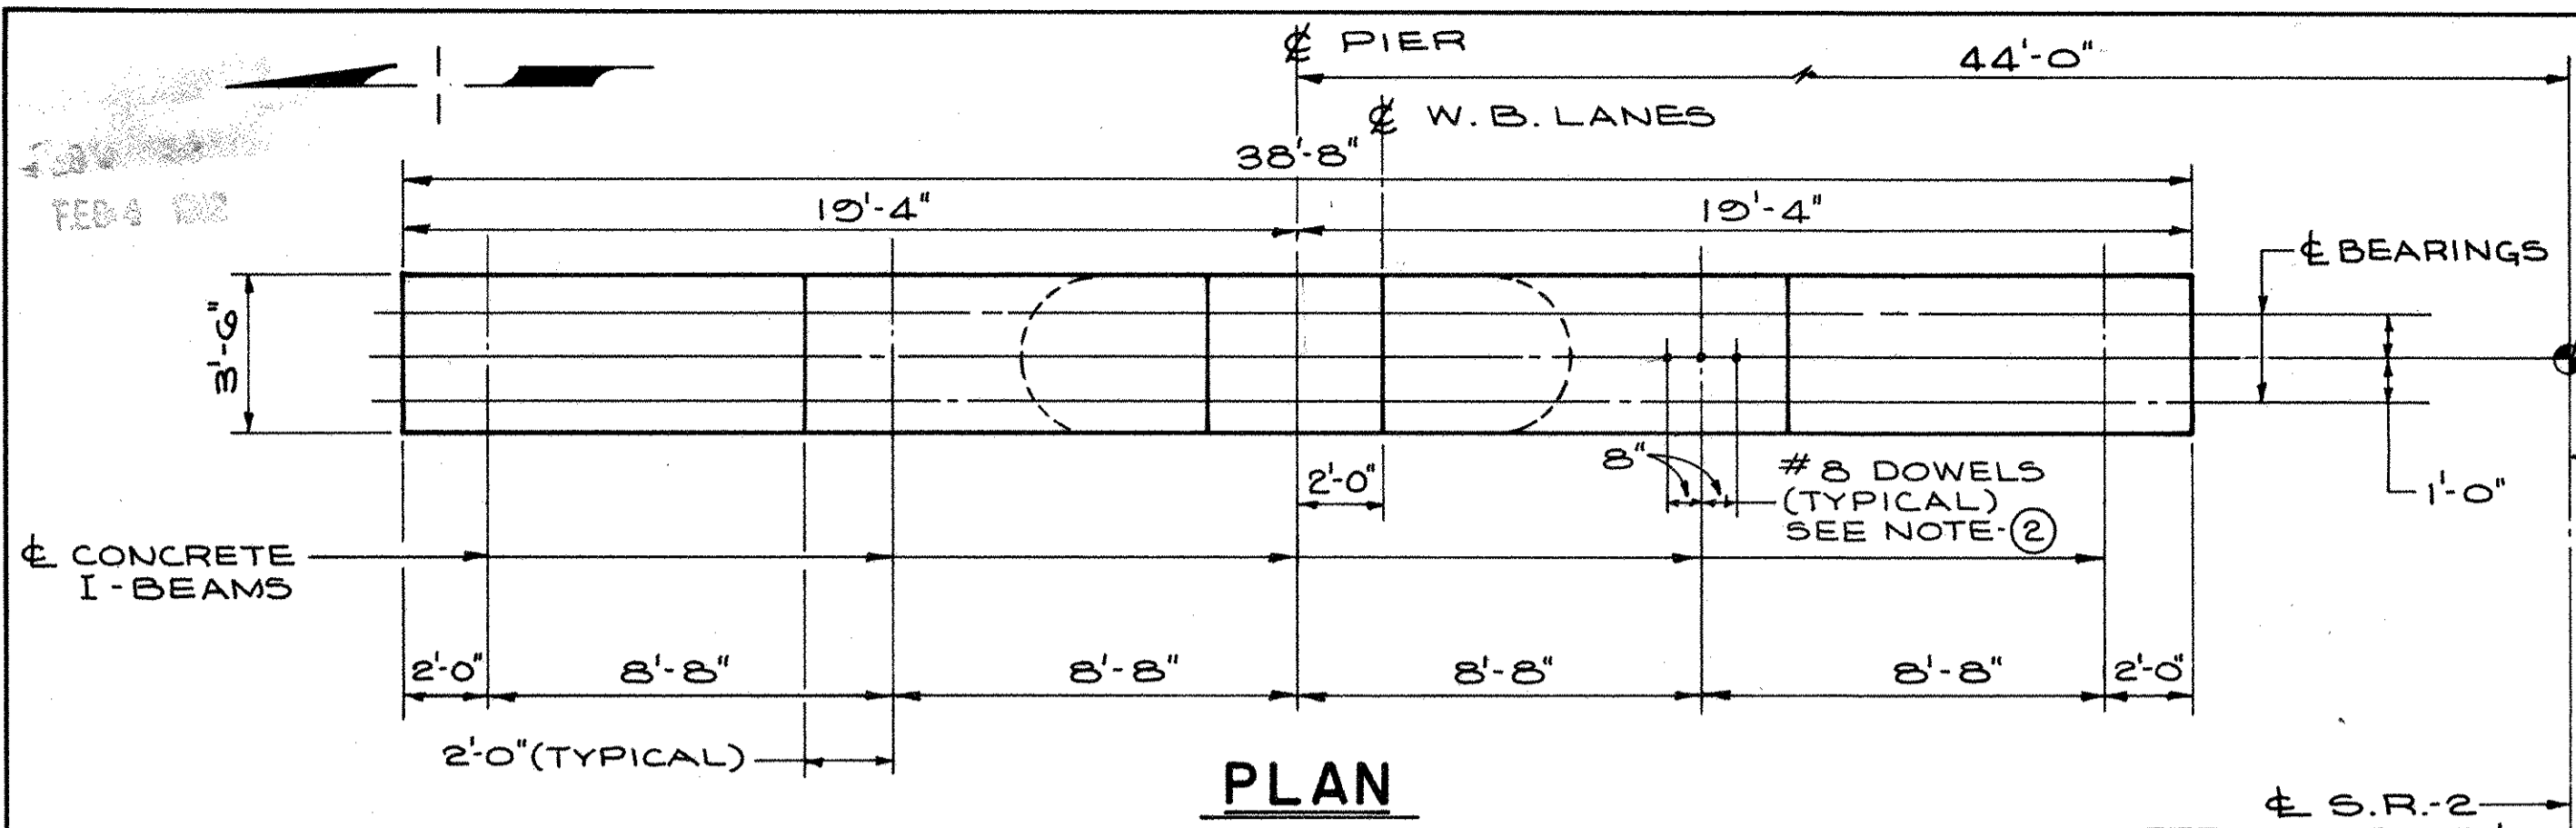 ℄ PIER
44'-0"
℄ W.B. LANES
38'-8"
19'-4"
19'-4"
FEB 4
℄ BEARINGS
3'-6"
8"
# 8 DOWELS
(TYPICAL)
SEE NOTE-②
2'-0"
1'-0"
℄ CONCRETE
I-BEAMS
2'-0"
8'-8"
8'-8"
8'-8"
8'-8"
2'-0"
2'-0" (TYPICAL)
PLAN
℄ S.R.-2